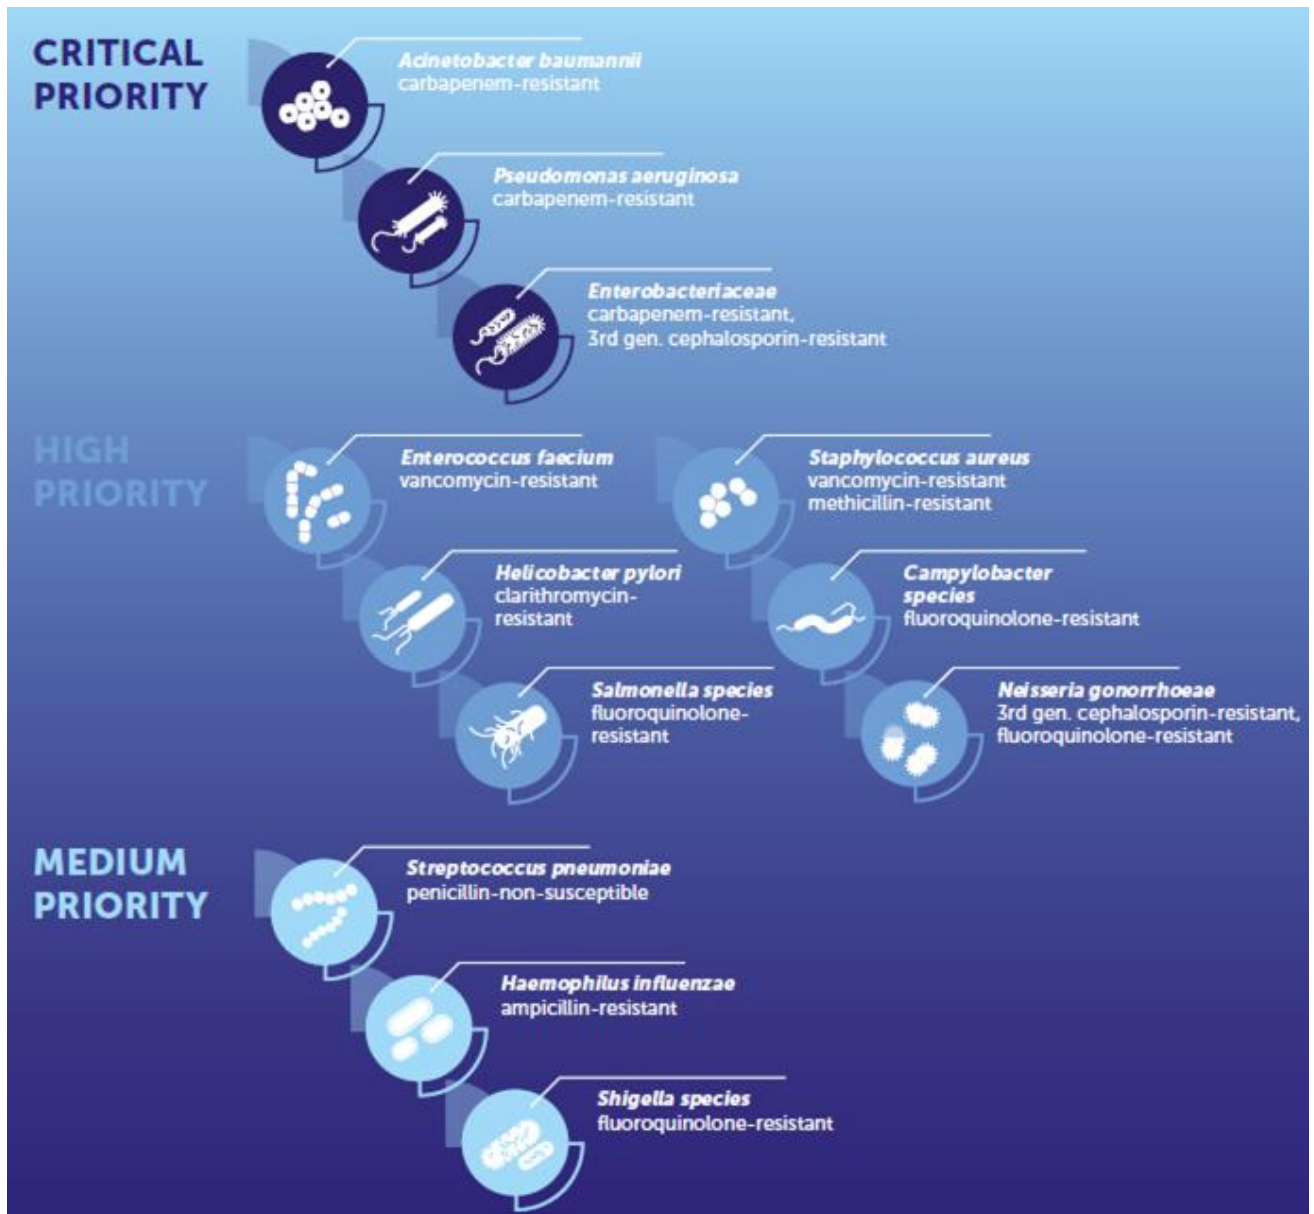 CRITICAL
PRIORITY
Acinetobacter baumannii
carbapenem-resistant
Pseudomonas aeruginosa
carbapenem-resistant
Enterobacteriaceae
carbapenem-resistant,
3rd gen. cephalosporin-resistant
HIGH
PRIORITY
Enterococcus faecium
vancomycin-resistant
Helicobacter pylori
clarithromycin-
resistant
Salmonella species
fluoroquinolone-
resistant
Staphylococcus aureus
vancomycin-resistant
methicillin-resistant
Campylobacter
species
fluoroquinolone-resistant
Neisseria gonorrhoeae
3rd gen. cephalosporin-resistant,
fluoroquinolone-resistant
MEDIUM
PRIORITY
Streptococcus pneumoniae
penicillin-non-susceptible
Haemophilus influenzae
ampicillin-resistant
Shigella species
fluoroquinolone-resistant